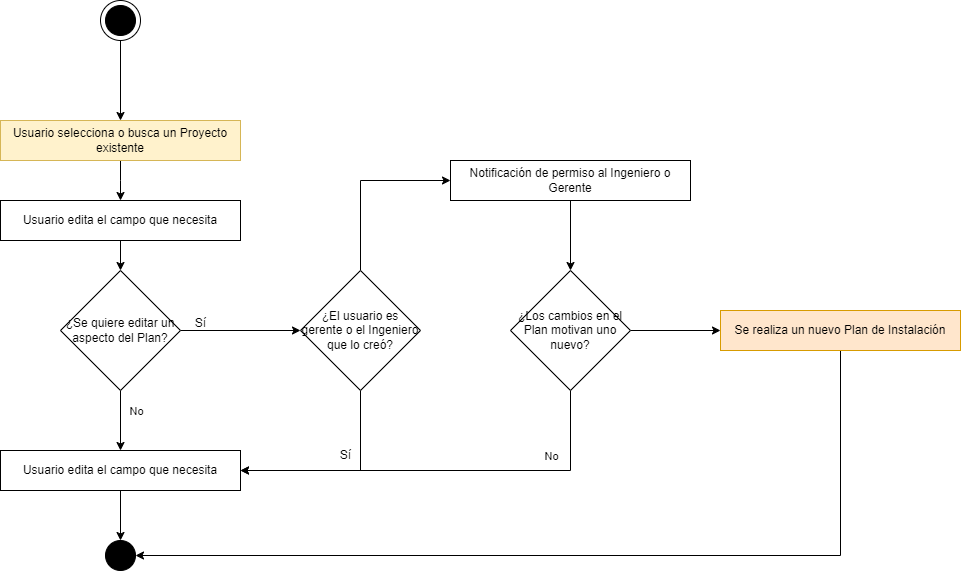 Usuario selecciona o busca un Proyecto
existente
Usuario edita el campo que necesita
Notificación de permiso al Ingeniero o
Gerente
¿Se quiere editar un
aspecto del Plan?
Sí
¿El usuario es
gerente o el Ingeniero
que lo creó?
¿Los cambios en el
Plan motivan uno
nuevo?
Se realiza un nuevo Plan de Instalación
No
Sí
No
Usuario edita el campo que necesita